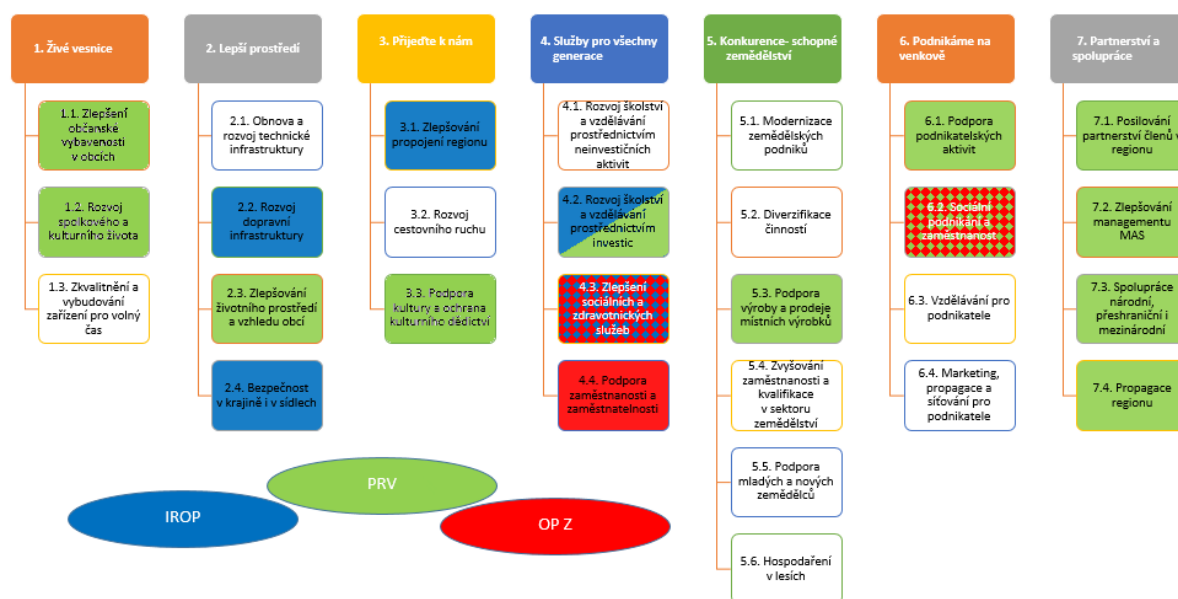 1. Živé vesnice
1.1. Zlepšení
občanské
vybavenosti
v obcích
1.2. Rozvoj
spolkového a
kulturního života
1.3. Zkvalitnění a
vybudování
zařízení pro volný
čas
2. Lepší prostředí
2.1. Obnova a
rozvoj technické
infrastruktury
2.2. Rozvoj
dopravní
infrastruktury
2.3. Zlepšování
životního prostředí
a vzhledu obcí
2.4. Bezpečnost
v krajině i v sídlech
3. Přijeďte k nám
3.1. Zlepšování
propojení regionu
3.2. Rozvoj
cestovního ruchu
3.3. Podpora
kultury a ochrana
kulturního dědictví
4. Služby pro všechny
generace
4.1. Rozvoj školství
a vzdělávání
prostřednictvím
neinvestičních
aktivit
4.2. Rozvoj školství
a vzdělávání
prostřednictvím
investic
4.3. Zlepšení
sociálních a
zdravotnických
služeb
4.4. Podpora
zaměstnanosti a
zaměstnatelnosti
5. Konkurence- schopné
zemědělství
5.1. Modernizace
zemědělských
podniků
5.2. Diverzifikace
činností
5.3. Podpora
výroby a prodeje
místních výrobků
5.4. Zvyšování
zaměstnanosti a
kvalifikace
v sektoru
zemědělství
5.5. Podpora
mladých a nových
zemědělců
5.6. Hospodaření
v lesích
6. Podnikáme na
venkově
6.1. Podpora
podnikatelských
aktivit
6.2. Sociální
podnikání a
zaměstnanost
6.3. Vzdělávání pro
podnikatele
6.4. Marketing,
propagace a
síťování pro
podnikatele
7. Partnerství a
spolupráce
7.1. Posilování
partnerství členů v
regionu
7.2. Zlepšování
managementu
MAS
7.3. Spolupráce
národní,
přeshraniční i
mezinárodní
7.4. Propagace
regionu
IROP
PRV
OP Z